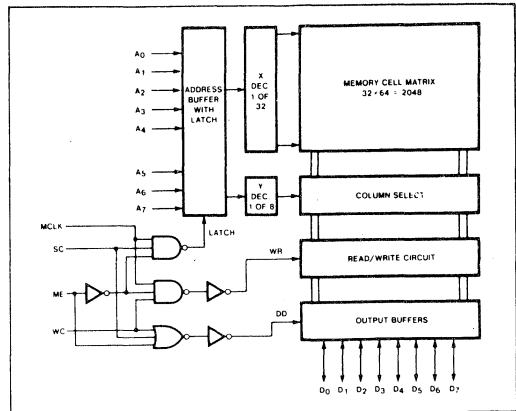 A0
A1
A2
A3
A4
A5
A6
A7
ADDRESS
BUFFER
WITH
LATCH
X
DEC
1 OF
32
MEMORY CELL MATRIX
32 × 64 = 2048
Y
DEC
1 OF 8
COLUMN SELECT
MCLK
LATCH
SC
WR
READ/WRITE CIRCUIT
ME
WC
DD
OUTPUT BUFFERS
D0 D1 D2 D3 D4 D5 D6 D7